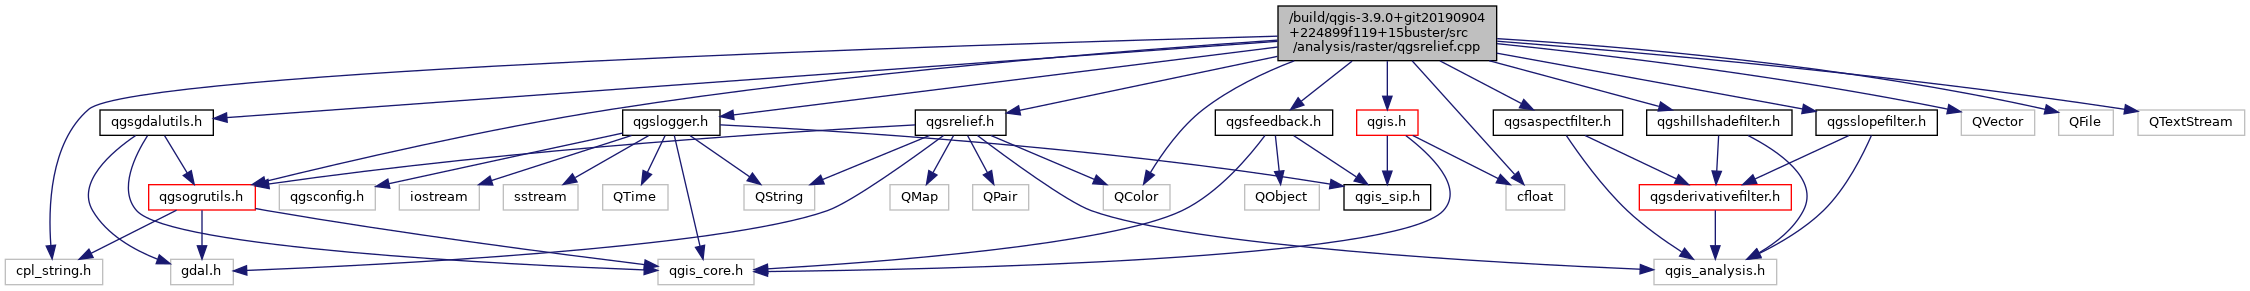 /build/qgis-3.9.0+git20190904
+224899f119+15buster/src
/analysis/raster/qgsrelief.cpp
qgsgdalutils.h
qgslogger.h
qgsrelief.h
qgsfeedback.h
qgis.h
qgsaspectfilter.h
qgshillshadefilter.h
qgsslopefilter.h
QVector
QFile
QTextStream
qgsogrutils.h
qgsconfig.h
iostream
sstream
QTime
QString
QMap
QPair
QColor
QObject
qgis_sip.h
cfloat
qgsderivativefilter.h
cpl_string.h
gdal.h
qgis_core.h
qgis_analysis.h